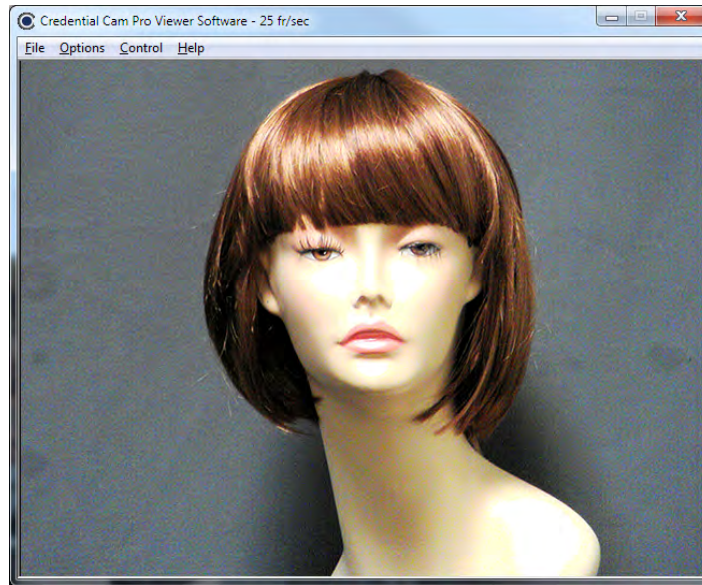 Credential Cam Pro Viewer Software - 25 fr/sec
File Options Control Help